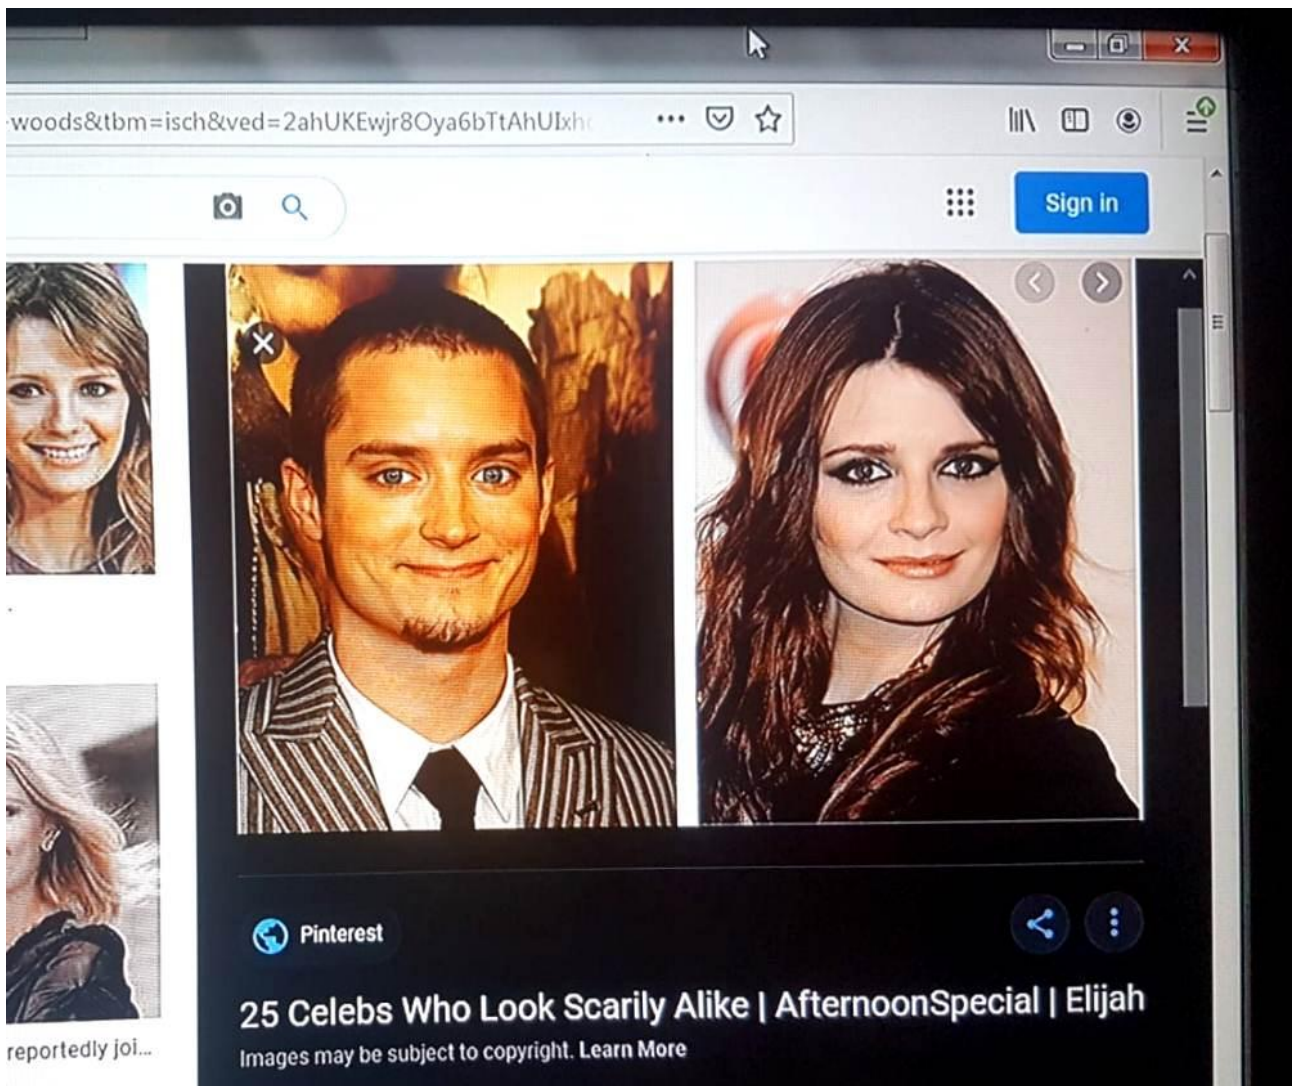 -woods&tbm=isch&ved=2ahUKEwjr8Oya6bTtAhUIxh
Sign in
Pinterest
25 Celebs Who Look Scarily Alike | AfternoonSpecial | Elijah
Images may be subject to copyright. Learn More
reportedly joi...